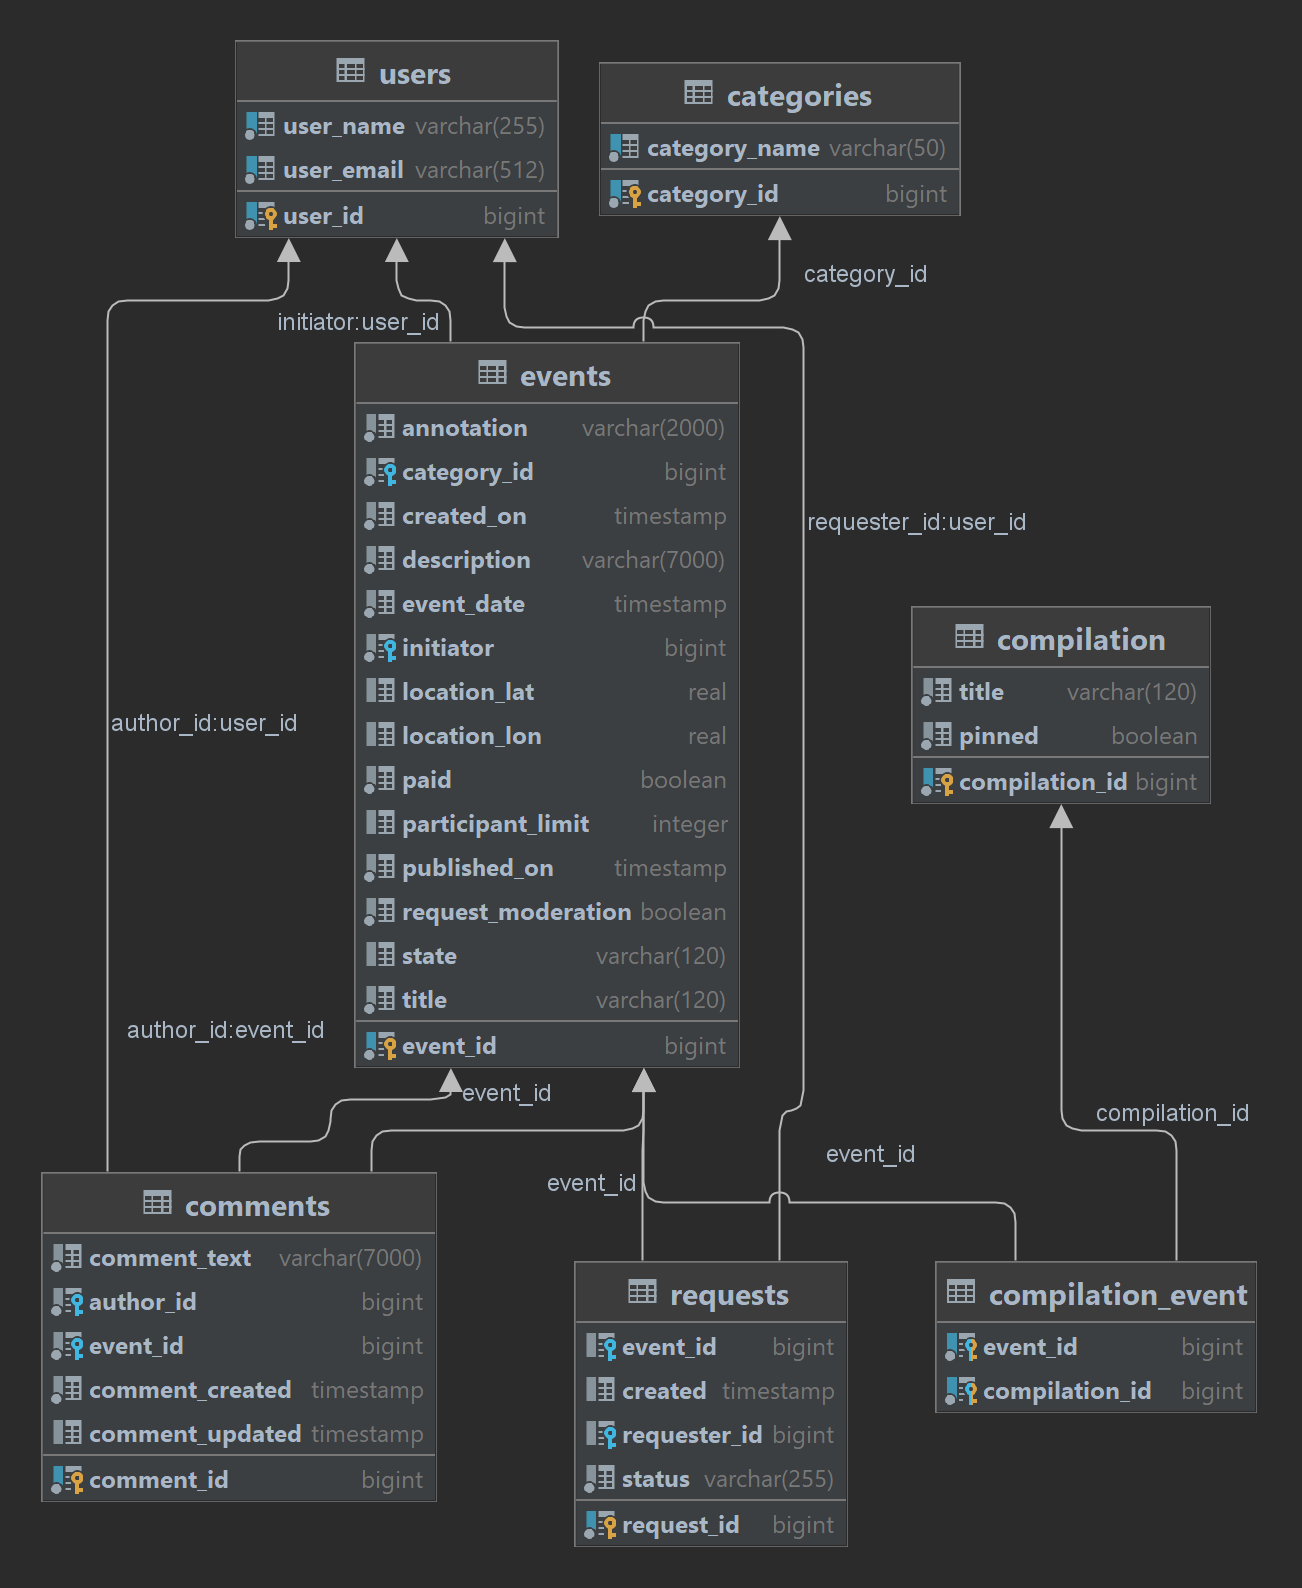 users
user_name varchar(255)
user_email varchar(512)
user_id bigint
categories
category_name varchar(50)
category_id bigint
category_id
initiator:user_id
events
annotation varchar(2000)
category_id bigint
created_on timestamp
description varchar(7000)
event_date timestamp
initiator bigint
location_lat real
location_lon real
paid boolean
participant_limit integer
published_on timestamp
request_moderation boolean
state varchar(120)
title varchar(120)
event_id bigint
requester_id:user_id
compilation
title varchar(120)
pinned boolean
compilation_id bigint
author_id:user_id
author_id:event_id
event_id
compilation_id
event_id
event_id
comments
comment_text varchar(7000)
author_id bigint
event_id bigint
comment_created timestamp
comment_updated timestamp
comment_id bigint
requests
event_id bigint
created timestamp
requester_id bigint
status varchar(255)
request_id bigint
compilation_event
event_id bigint
compilation_id bigint